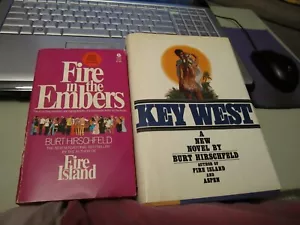 Fire
in the
Embers
BURT HIRSCHFELD
Fire
Island
KEY WEST
A
NEW
NOVEL BY
BURT HIRSCHFELD
AUTHOR OF
FIRE ISLAND
AND
ASPEN